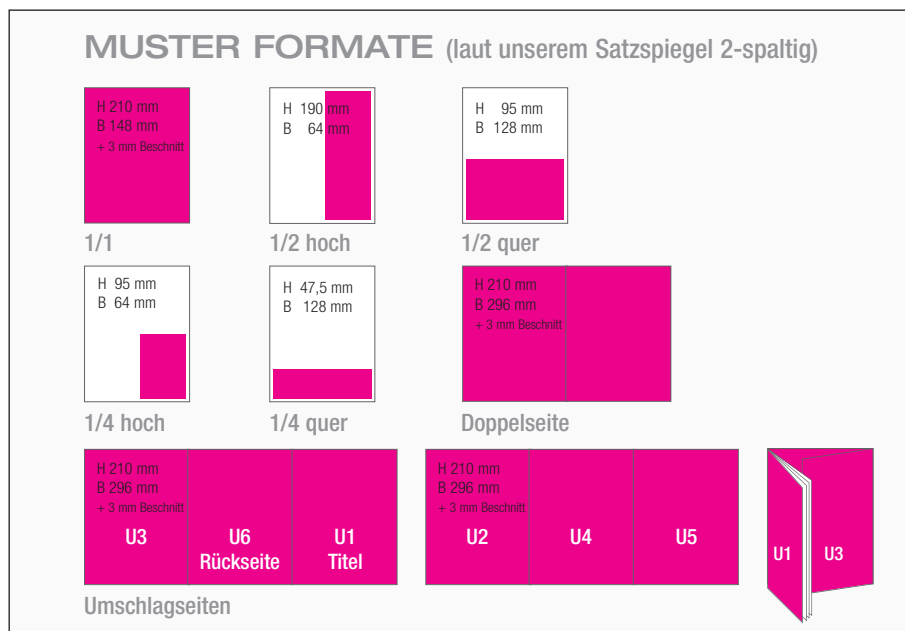 MUSTER FORMATE (laut unserem Satzspiegel 2-spaltig)
H 210 mm
B 148 mm
+ 3 mm Beschnitt
1/1
H 190 mm
B 64 mm
1/2 hoch
H 95 mm
B 128 mm
1/2 quer
H 95 mm
B 64 mm
1/4 hoch
H 47,5 mm
B 128 mm
1/4 quer
H 210 mm
B 296 mm
+ 3 mm Beschnitt
Doppelseite
H 210 mm
B 296 mm
+ 3 mm Beschnitt
U3
U6
Rückseite
U1
Titel
H 210 mm
B 296 mm
+ 3 mm Beschnitt
U2
U4
U5
U1
U3
Umschlagseiten